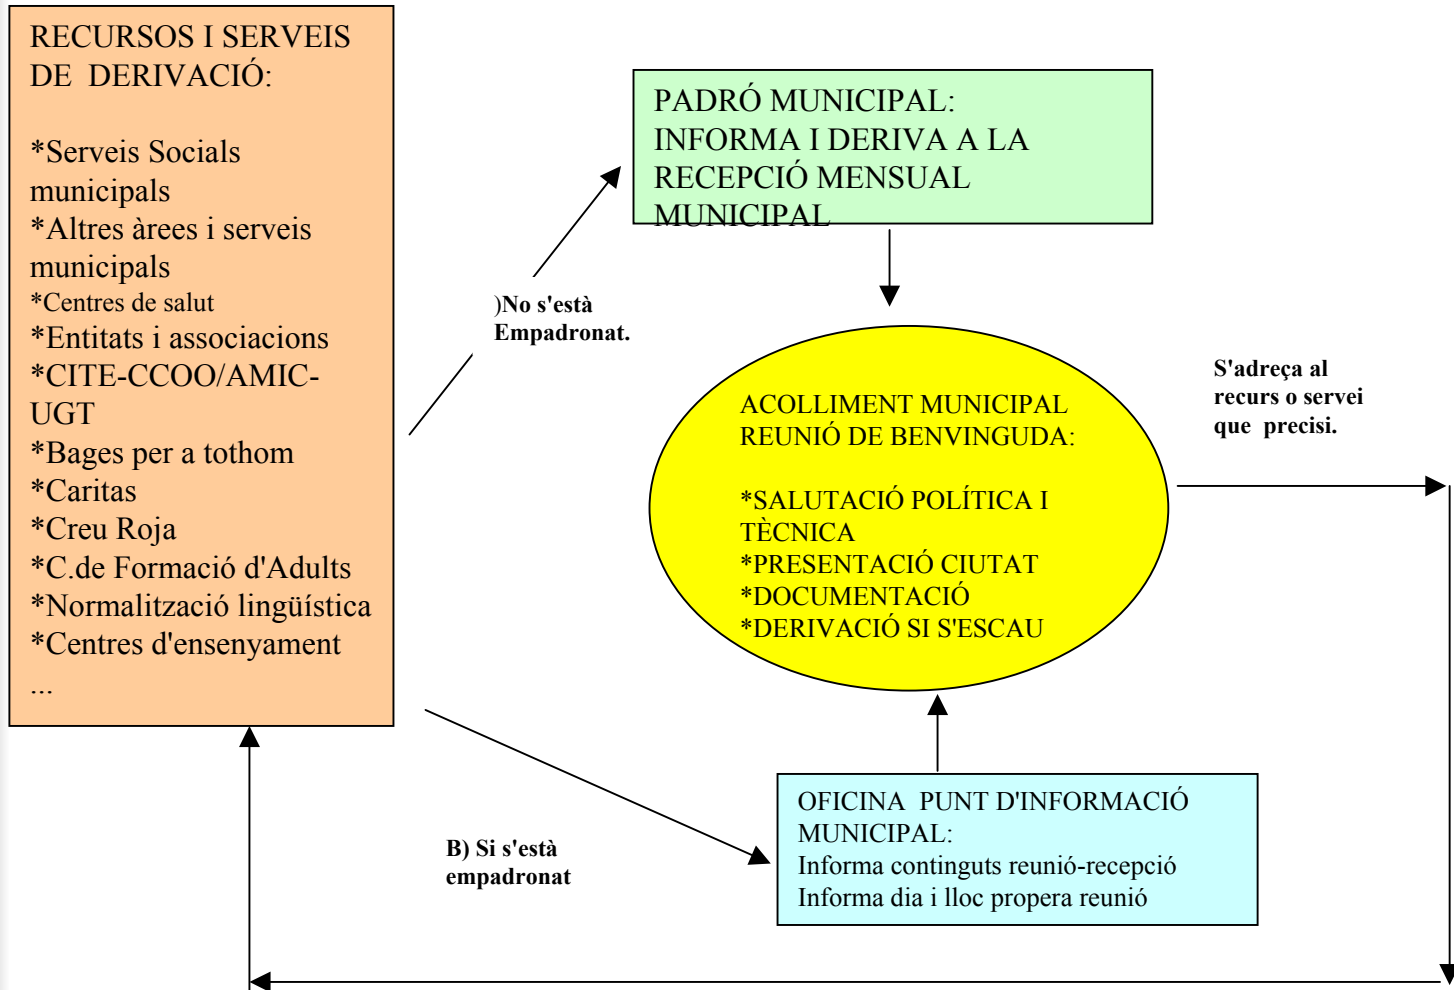 RECURSOS I SERVEIS
DE DERIVACIÓ:
*Serveis Socials
municipals
*Altres àrees i serveis
municipals
*Centres de salut
*Entitats i associacions
*CITE-CCOO/AMIC-
UGT
*Bages per a tothom
*Caritas
*Creu Roja
*C.de Formació d'Adults
*Normalització lingüística
*Centres d'ensenyament
...
PADRÓ MUNICIPAL:
INFORMA I DERIVA A LA
RECEPCIÓ MENSUAL
MUNICIPAL
)No s'està
Empadronat.
ACOLLIMENT MUNICIPAL
REUNIÓ DE BENVINGUDA:
*SALUTACIÓ POLÍTICA I
TÈCNICA
*PRESENTACIÓ CIUTAT
*DOCUMENTACIÓ
*DERIVACIÓ SI S'ESCAU
S'adreça al
recurs o servei
que precisi.
B) Si s'està
empadronat
OFICINA PUNT D'INFORMACIÓ
MUNICIPAL:
Informa continguts reunió-recepció
Informa dia i lloc propera reunió